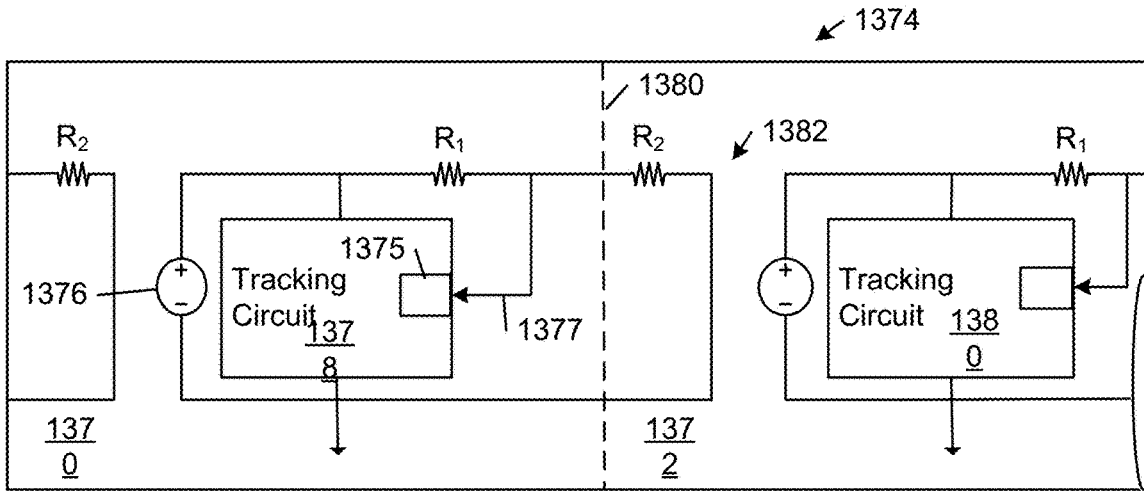 1374
1380
1382
R₂
R₁
R₂
R₁
+
−
1376
Tracking
Circuit
137
8
1375
1377
+
−
Tracking
Circuit
138
0
137
0
137
2